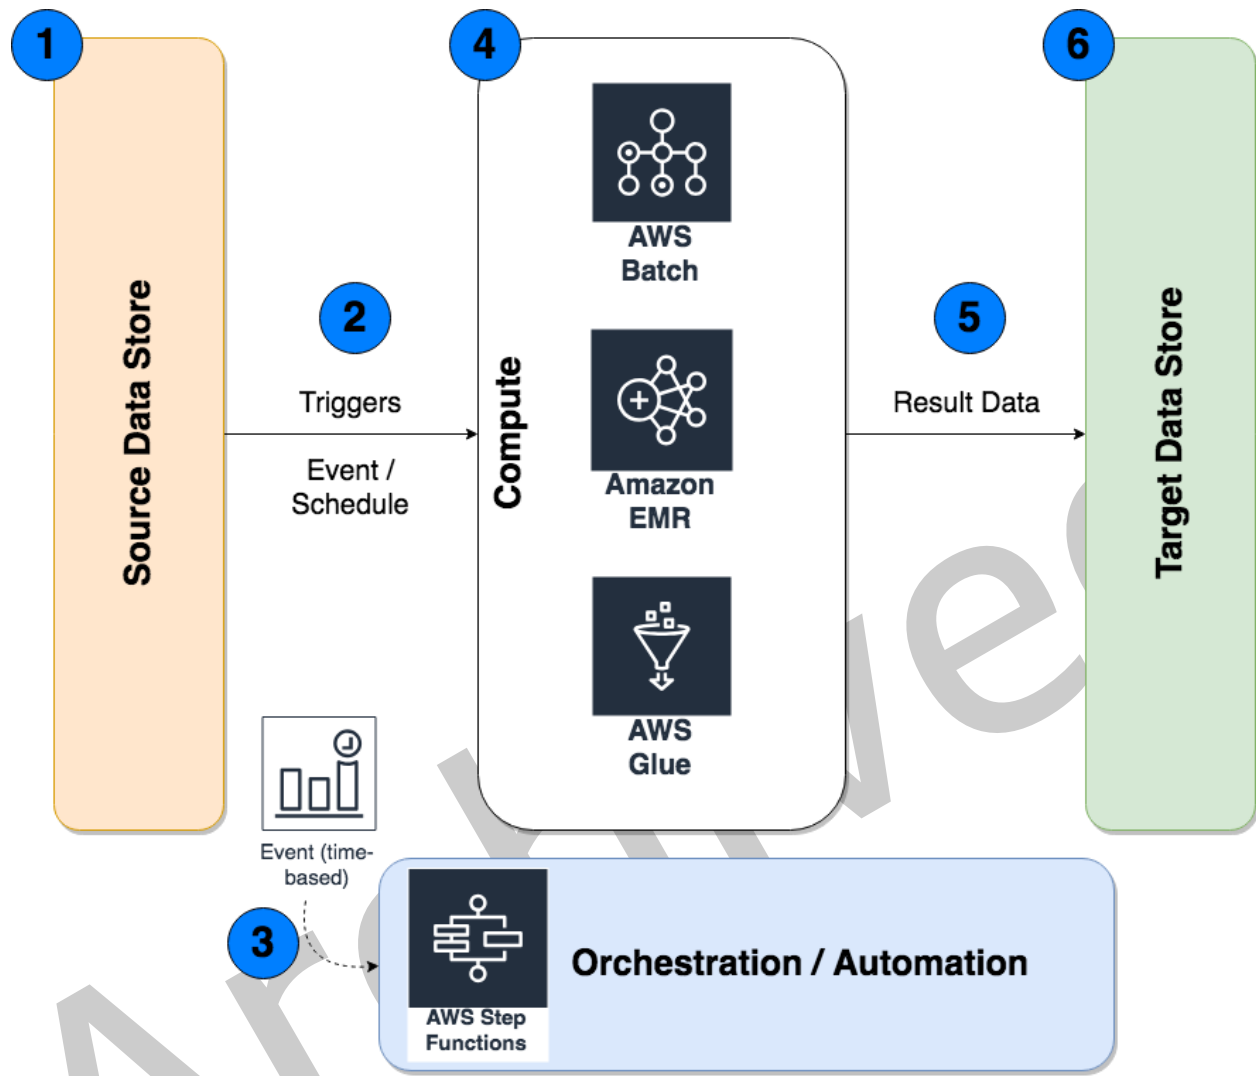 1
Source Data Store
2
Triggers
Event /
Schedule
3
Event (time-
based)
4
Compute
AWS
Batch
Amazon
EMR
AWS
Glue
5
Result Data
6
Target Data Store
AWS Step
Functions
Orchestration / Automation
Archived